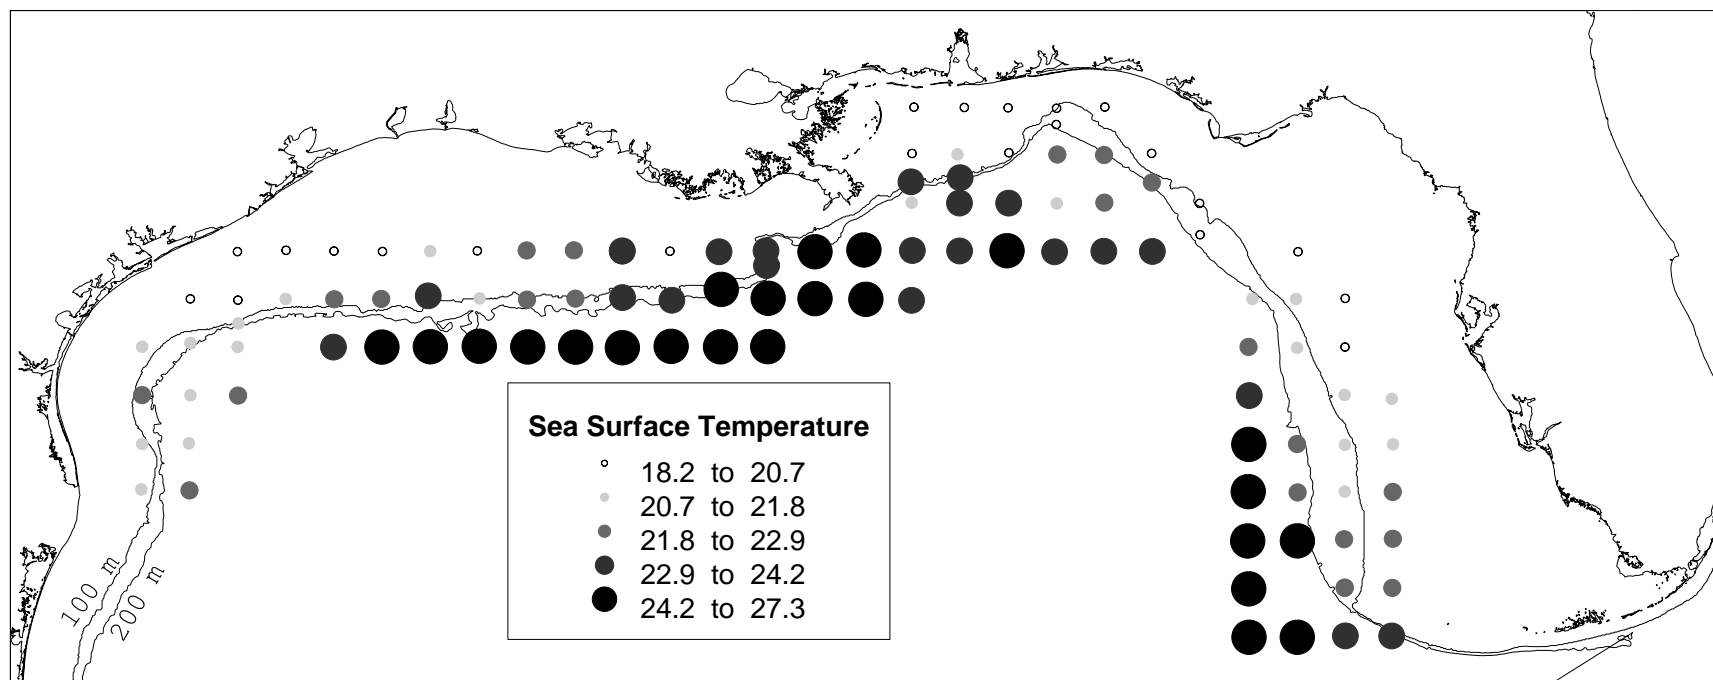 Sea Surface Temperature
18.2 to 20.7
20.7 to 21.8
21.8 to 22.9
22.9 to 24.2
24.2 to 27.3
100 m
200 m